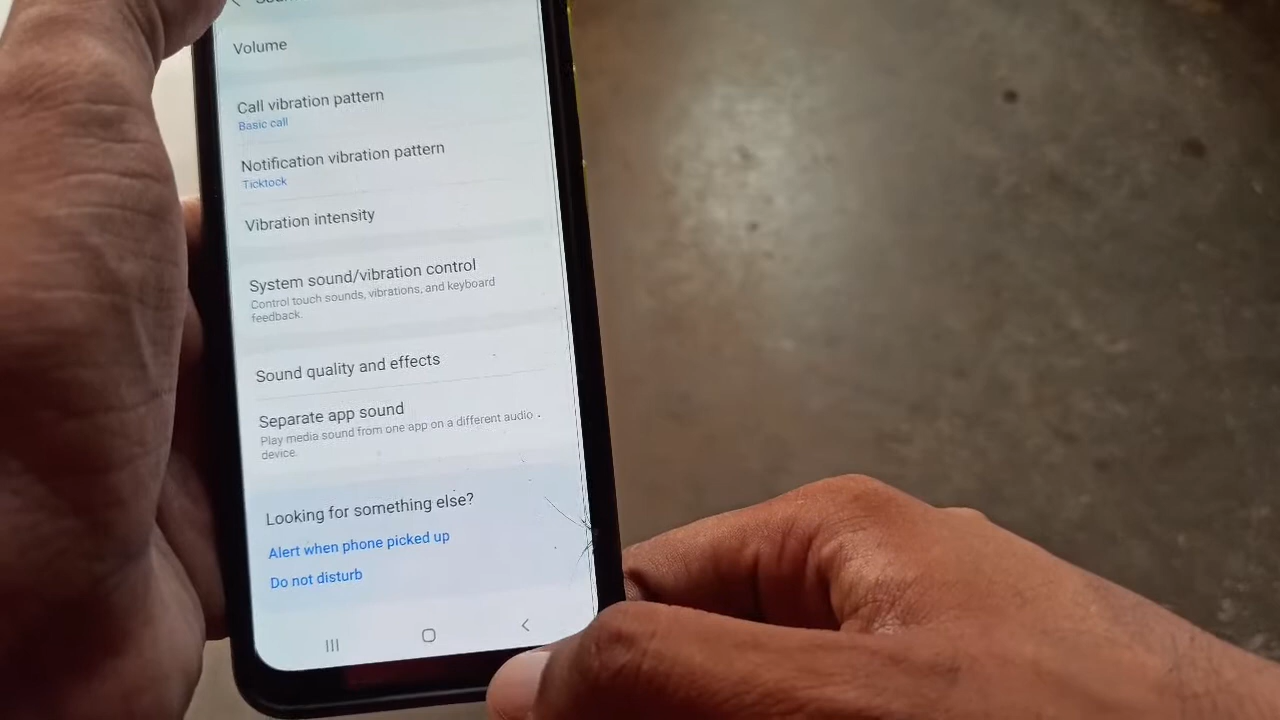 Volume
Call vibration pattern
Basic call
Notification vibration pattern
Ticktock
Vibration intensity
System sound/vibration control
Control touch sounds, vibrations, and keyboard
feedback.
Sound quality and effects
Separate app sound
Play media sound from one app on a different audio
device.
Looking for something else?
Alert when phone picked up
Do not disturb